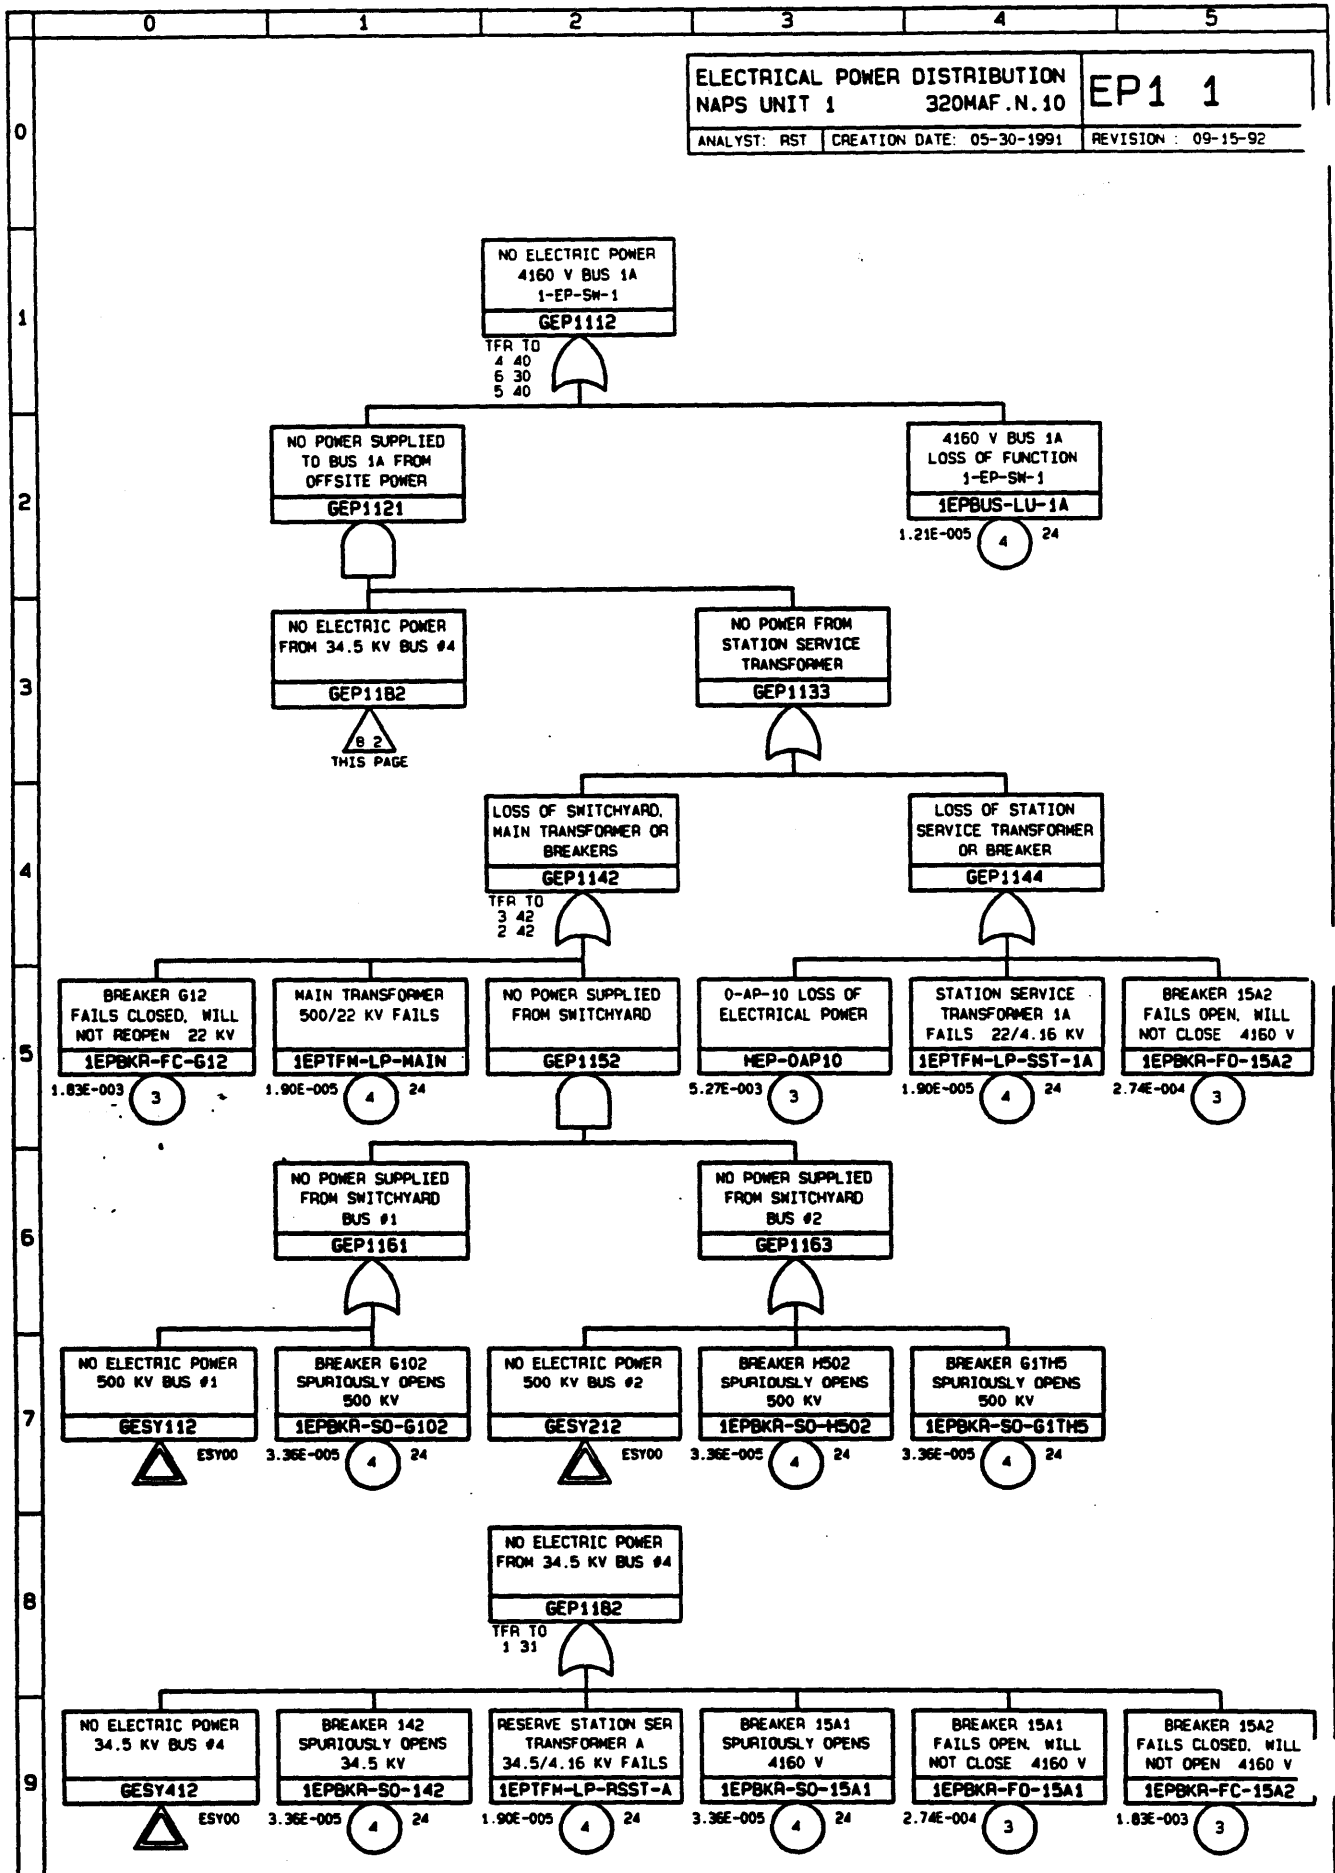 0 1 2 3 4 5
ELECTRICAL POWER DISTRIBUTION
NAPS UNIT 1 320MAF.N.10
EP1 1
ANALYST: RST CREATION DATE: 05-30-1991 REVISION : 09-15-92
0
NO ELECTRIC POWER
4160 V BUS 1A
1-EP-SW-1
GEP1112
TFR TO
4 40
6 30
5 40
1
NO POWER SUPPLIED
TO BUS 1A FROM
OFFSITE POWER
GEP1121
4160 V BUS 1A
LOSS OF FUNCTION
1-EP-SW-1
1EPBUS-LU-1A
1.21E-005 4 24
2
NO ELECTRIC POWER
FROM 34.5 KV BUS #4
GEP1182
8 2
THIS PAGE
NO POWER FROM
STATION SERVICE
TRANSFORMER
GEP1133
3
LOSS OF SWITCHYARD,
MAIN TRANSFORMER OR
BREAKERS
GEP1142
TFR TO
3 42
2 42
LOSS OF STATION
SERVICE TRANSFORMER
OR BREAKER
GEP1144
4
BREAKER G12
FAILS CLOSED, WILL
NOT REOPEN 22 KV
1EPBKR-FC-G12
1.83E-003 3
MAIN TRANSFORMER
500/22 KV FAILS
1EPTFM-LP-MAIN
1.90E-005 4 24
NO POWER SUPPLIED
FROM SWITCHYARD
GEP1152
0-AP-10 LOSS OF
ELECTRICAL POWER
HEP-0AP10
5.27E-003 3
STATION SERVICE
TRANSFORMER 1A
FAILS 22/4.16 KV
1EPTFM-LP-SST-1A
1.90E-005 4 24
BREAKER 15A2
FAILS OPEN, WILL
NOT CLOSE 4160 V
1EPBKR-FO-15A2
2.74E-004 3
5
NO POWER SUPPLIED
FROM SWITCHYARD
BUS #1
GEP1161
NO POWER SUPPLIED
FROM SWITCHYARD
BUS #2
GEP1163
6
NO ELECTRIC POWER
500 KV BUS #1
GESY112
ESY00
BREAKER G102
SPURIOUSLY OPENS
500 KV
1EPBKR-SO-G102
3.36E-005 4 24
NO ELECTRIC POWER
500 KV BUS #2
GESY212
ESY00
BREAKER H502
SPURIOUSLY OPENS
500 KV
1EPBKR-SO-H502
3.36E-005 4 24
BREAKER G1TH5
SPURIOUSLY OPENS
500 KV
1EPBKR-SO-G1TH5
3.36E-005 4 24
7
NO ELECTRIC POWER
FROM 34.5 KV BUS #4
GEP1182
TFR TO
1 31
8
NO ELECTRIC POWER
34.5 KV BUS #4
GESY412
ESY00
BREAKER 142
SPURIOUSLY OPENS
34.5 KV
1EPBKR-SO-142
3.36E-005 4 24
RESERVE STATION SER
TRANSFORMER A
34.5/4.16 KV FAILS
1EPTFM-LP-RSST-A
1.90E-005 4 24
BREAKER 15A1
SPURIOUSLY OPENS
4160 V
1EPBKR-SO-15A1
3.36E-005 4 24
BREAKER 15A1
FAILS OPEN, WILL
NOT CLOSE 4160 V
1EPBKR-FO-15A1
2.74E-004 3
BREAKER 15A2
FAILS CLOSED, WILL
NOT OPEN 4160 V
1EPBKR-FC-15A2
1.83E-003 3
9